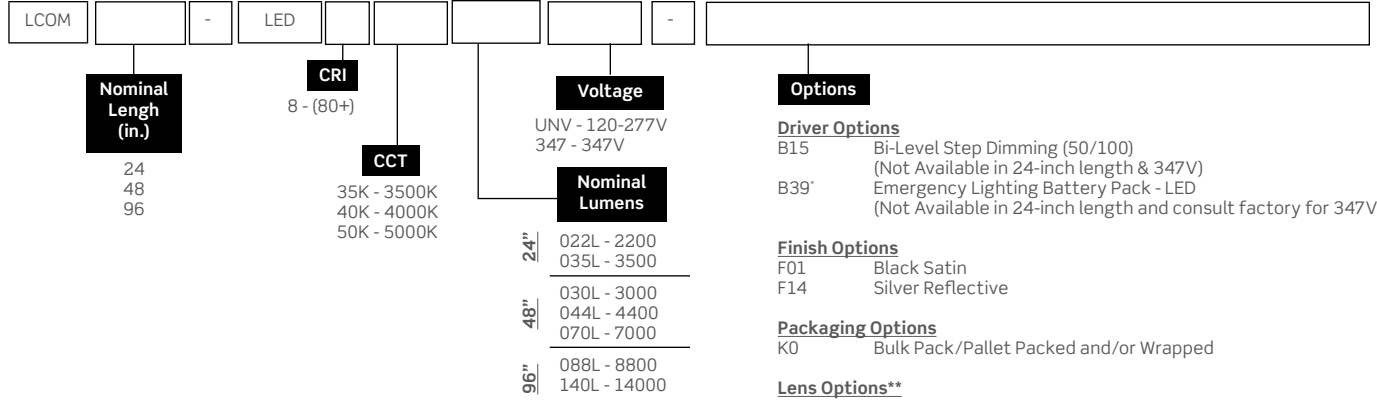 LCOM - LED -
Nominal
Lengh
(in.)
24
48
96
CRI
8 - (80+)
CCT
35K - 3500K
40K - 4000K
50K - 5000K
Voltage
UNV - 120-277V
347 - 347V
Nominal
Lumens
24”
022L - 2200
035L - 3500
48”
030L - 3000
044L - 4400
070L - 7000
96”
088L - 8800
140L - 14000
Options
Driver Options
B15 Bi-Level Step Dimming (50/100)
(Not Available in 24-inch length & 347V)
B39* Emergency Lighting Battery Pack - LED
(Not Available in 24-inch length and consult factory for 347V
Finish Options
F01 Black Satin
F14 Silver Reflective
Packaging Options
K0 Bulk Pack/Pallet Packed and/or Wrapped
Lens Options**